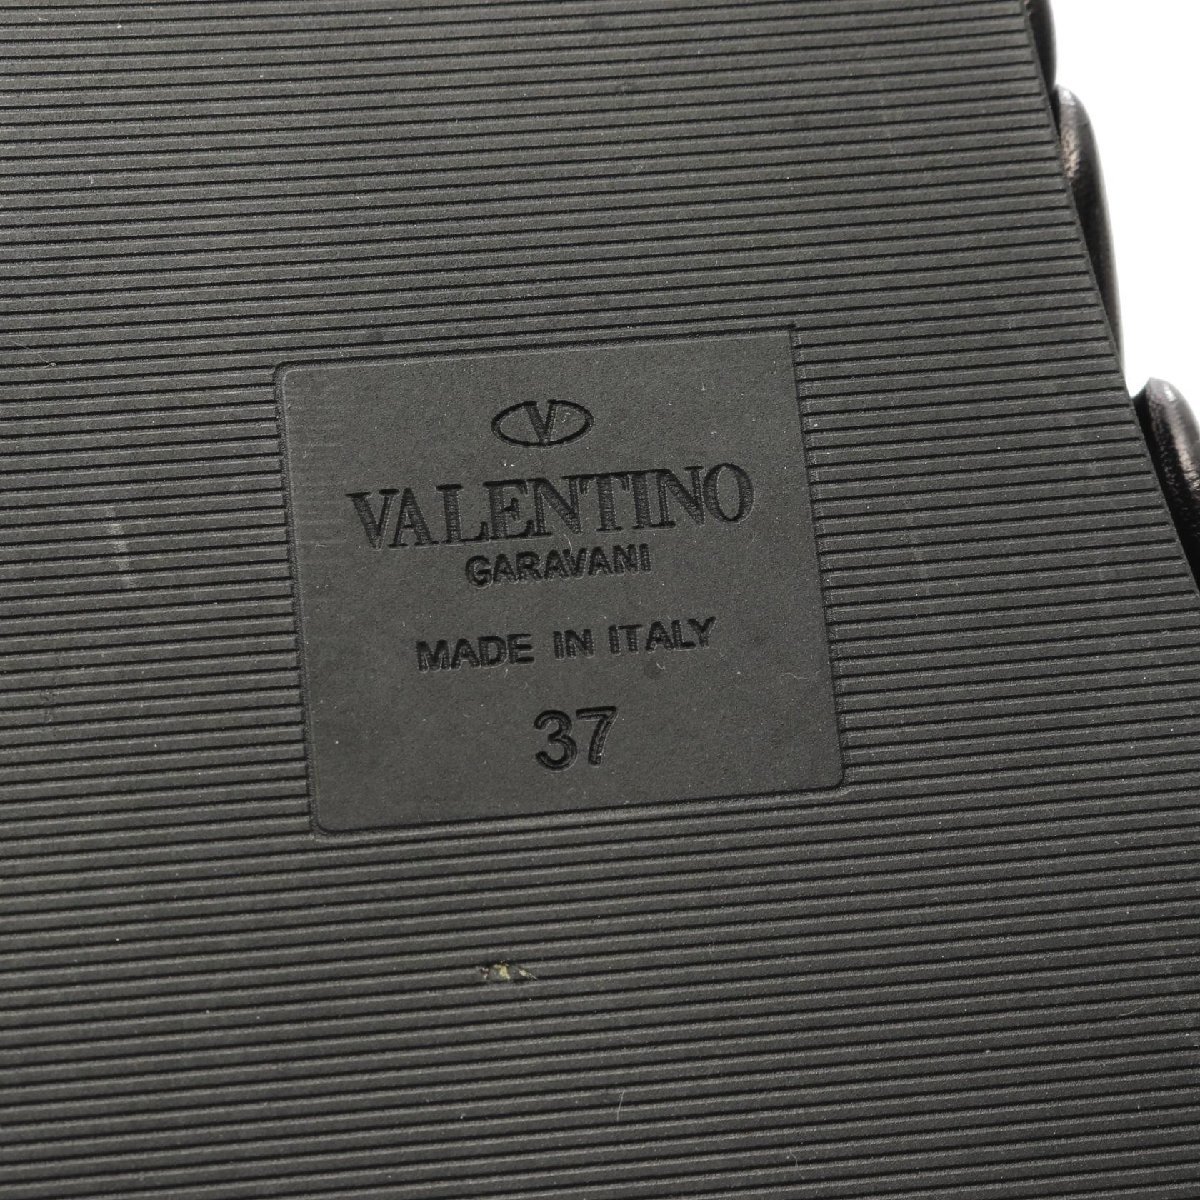 V
VALENTINO
GARAVANI
MADE IN ITALY
37